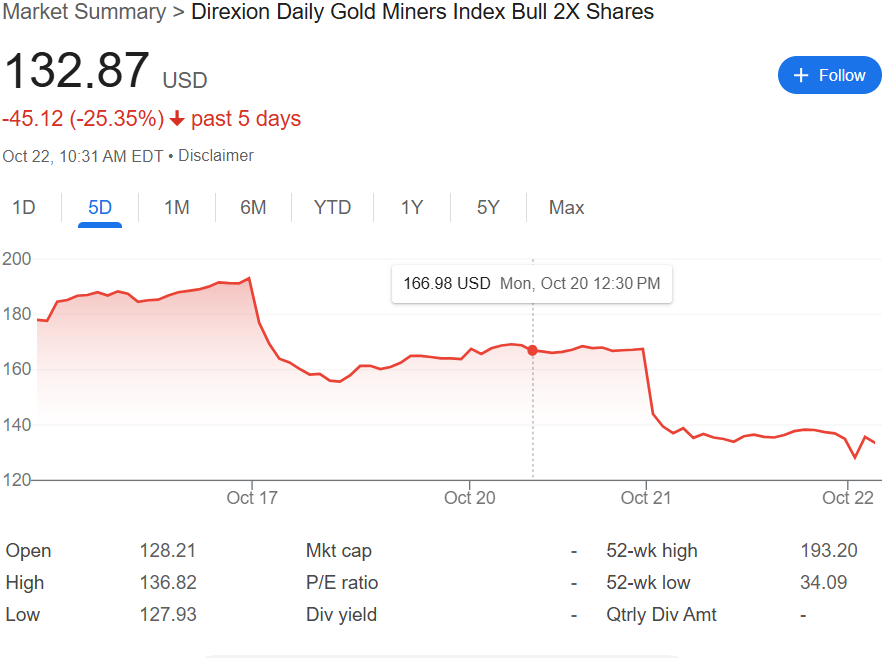 Market Summary > Direxion Daily Gold Miners Index Bull 2X Shares
132.87 USD
+ Follow
-45.12 (-25.35%) ↓ past 5 days
Oct 22, 10:31 AM EDT • Disclaimer
1D 5D 1M 6M YTD 1Y 5Y Max
200
166.98 USD Mon, Oct 20 12:30 PM
180
160
140
120
Oct 17 Oct 20 Oct 21 Oct 22
Open 128.21 Mkt cap - 52-wk high 193.20
High 136.82 P/E ratio - 52-wk low 34.09
Low 127.93 Div yield - Qtrly Div Amt -